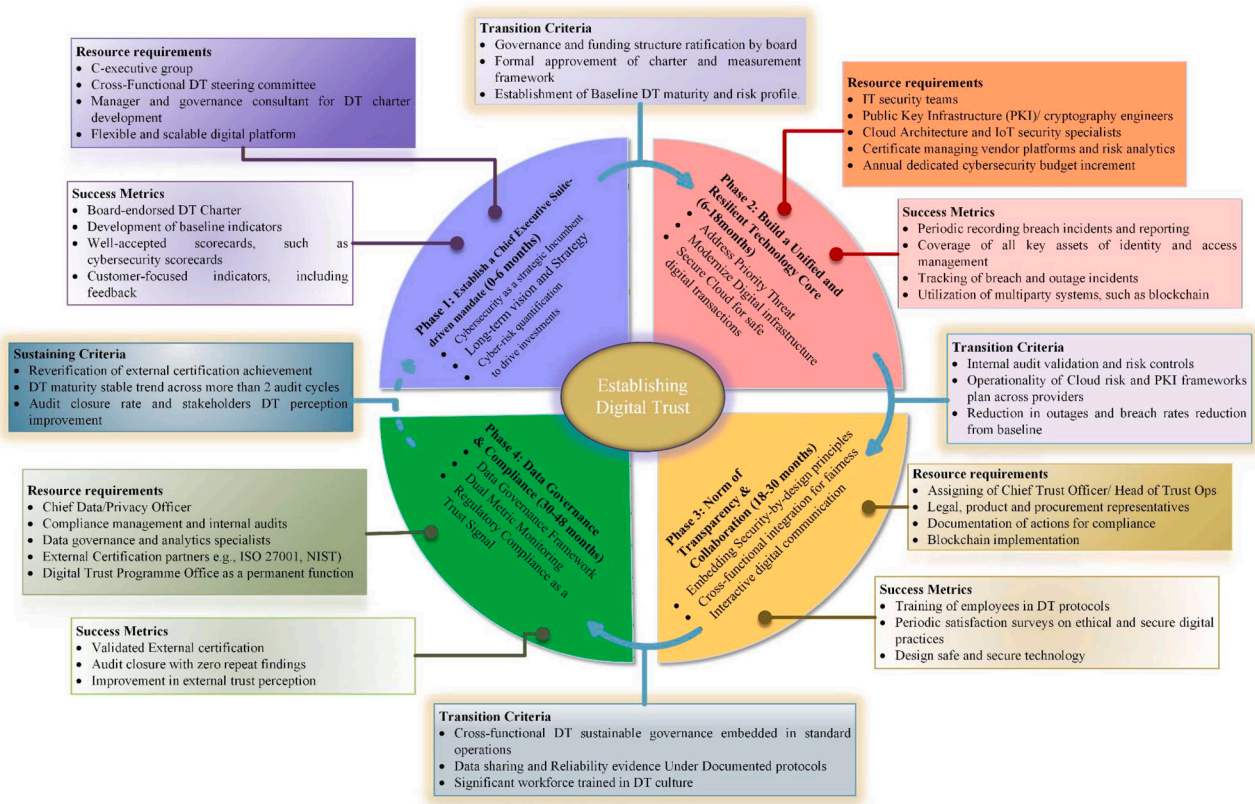 Transition Criteria
• Governance and funding structure ratification by board
• Formal approvement of charter and measurement
framework
• Establishment of Baseline DT maturity and risk profile.
Resource requirements
• C-executive group
• Cross-Functional DT steering committee
• Manager and governance consultant for DT charter
development
• Flexible and scalable digital platform
Resource requirements
• IT security teams
• Public Key Infrastructure (PKI)/ cryptography engineers
• Cloud Architecture and IoT security specialists
• Certificate managing vendor platforms and risk analytics
• Annual dedicated cybersecurity budget increment
Success Metrics
• Board-endorsed DT Charter
• Development of baseline indicators
• Well-accepted scorecards, such as
cybersecurity scorecards
• Customer-focused indicators, including
feedback
Phase 1: Establish a Chief Executive Suite-
driven mandate (0-6 months)
• Cybersecurity as a strategic Incumbent
• Long-term vision and Strategy
• Cyber-risk quantification
to drive investments
Phase 2: Build a Unified and
Resilient Technology Core
(6-18months)
• Address Priority Threat
• Modernize Digital infrastructure
• Secure Cloud for safe
digital transactions
Success Metrics
• Periodic recording breach incidents and reporting
• Coverage of all key assets of identity and access
management
• Tracking of breach and outage incidents
• Utilization of multiparty systems, such as blockchain
Sustaining Criteria
• Reverification of external certification achievement
• DT maturity stable trend across more than 2 audit cycles
• Audit closure rate and stakeholders DT perception
improvement
Establishing
Digital Trust
Transition Criteria
• Internal audit validation and risk controls
• Operationality of Cloud risk and PKI frameworks
plan across providers
• Reduction in outages and breach rates reduction
from baseline
Resource requirements
• Chief Data/Privacy Officer
• Compliance management and internal audits
• Data governance and analytics specialists
• External Certification partners e.g., ISO 27001, NIST)
• Digital Trust Programme Office as a permanent function
Phase 4: Data Governance
& Compliance (30-48 months)
• Data Governance Framework
• Dual Metric Monitoring
• Regulatory Compliance as a
Trust Signal
Phase 3: Norm of
Transparency &
Collaboration (18-30 months)
• Embedding Security-by-design principles
• Cross-functional integration for fairness
• Interactive digital communication
Resource requirements
• Assigning of Chief Trust Officer/ Head of Trust Ops
• Legal, product and procurement representatives
• Documentation of actions for compliance
• Blockchain implementation
Success Metrics
• Validated External certification
• Audit closure with zero repeat findings
• Improvement in external trust perception
Success Metrics
• Training of employees in DT protocols
• Periodic satisfaction surveys on ethical and secure digital
practices
• Design safe and secure technology
Transition Criteria
• Cross-functional DT sustainable governance embedded in standard
operations
• Data sharing and Reliability evidence Under Documented protocols
• Significant workforce trained in DT culture